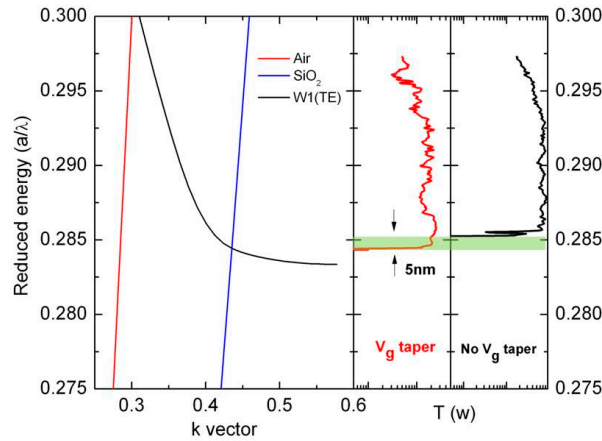 0.300
0.295
0.290
0.285
0.280
0.275
Reduced energy (a/λ)
0.3
0.4
0.5
0.6
k vector
Air
SiO₂
W1(TE)
5nm
V_g taper
No V_g taper
T (w)
0.300
0.295
0.290
0.285
0.280
0.275